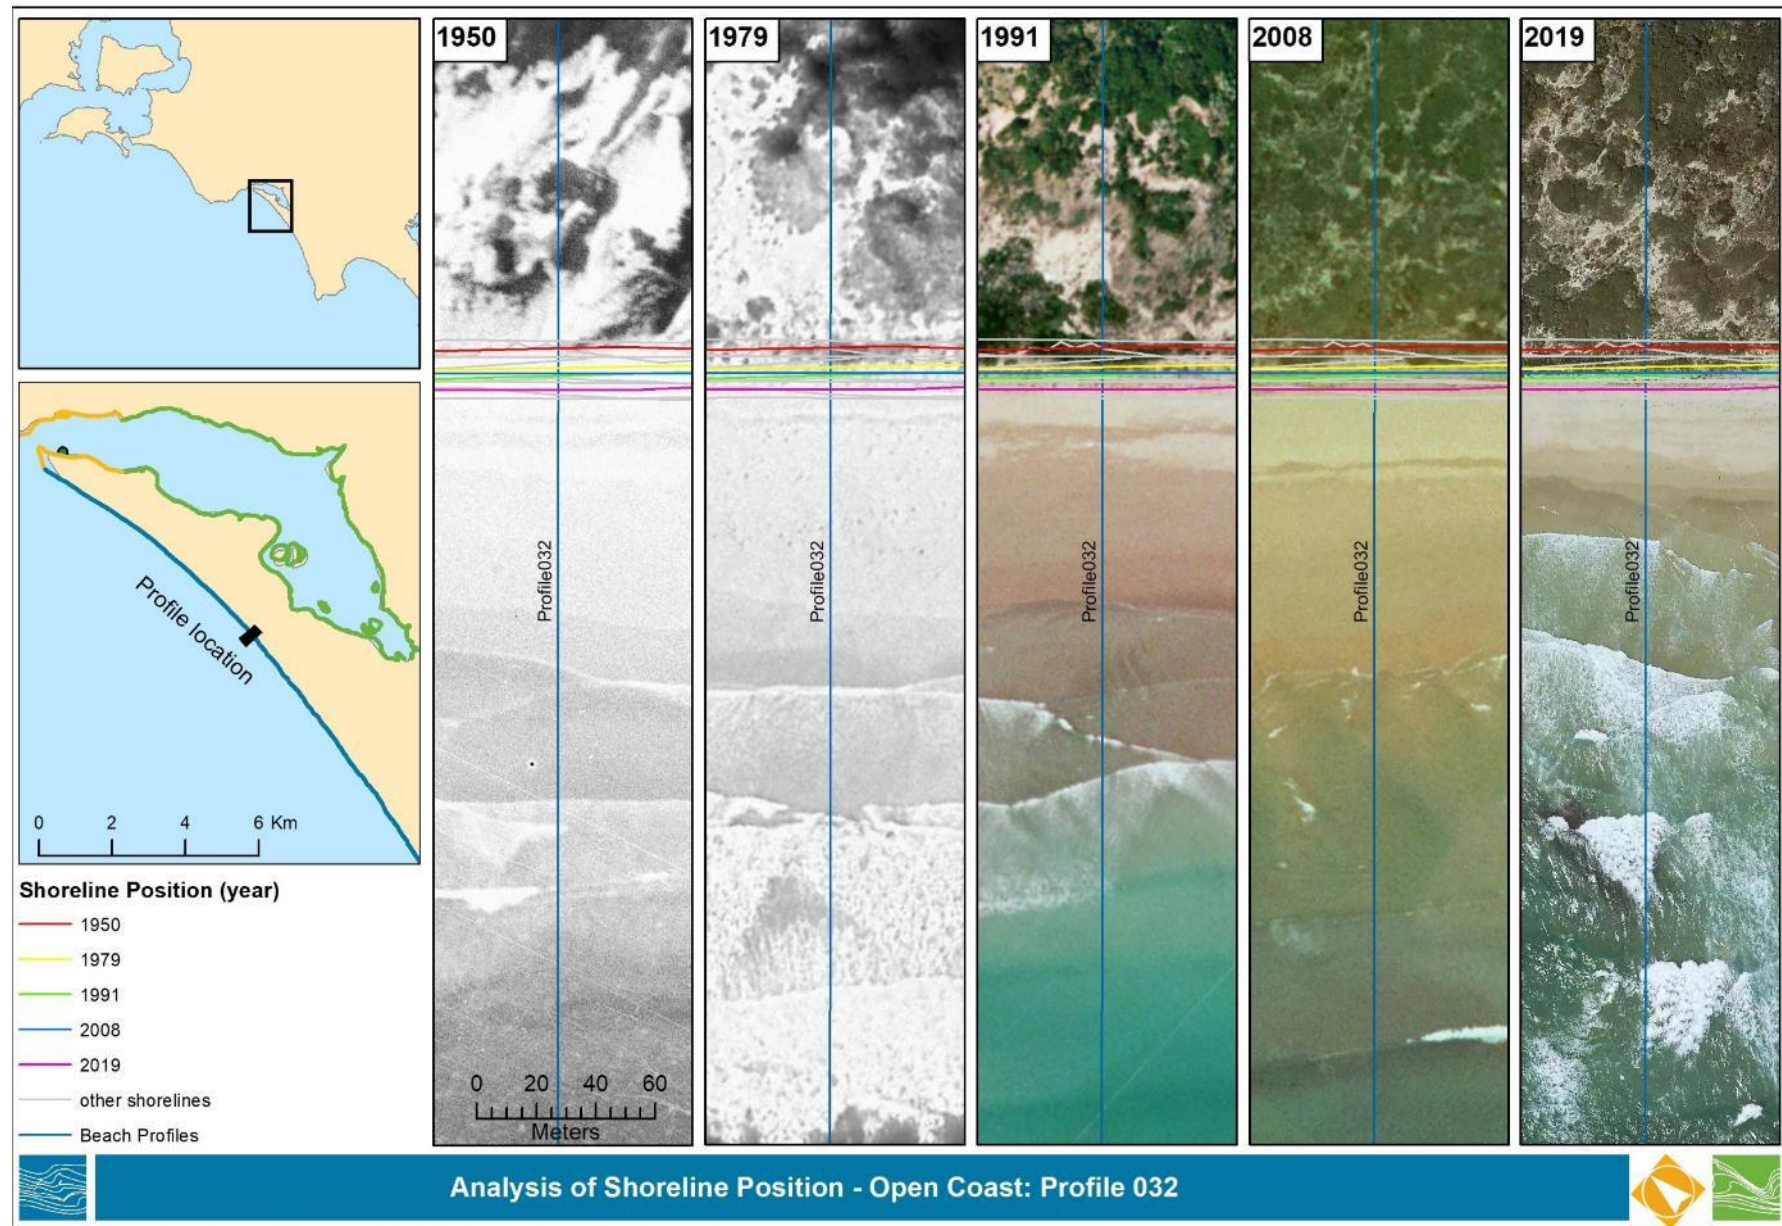 1950
1979
1991
2008
2019
Profile032
Profile032
Profile032
Profile032
Profile032
Profile location
0 2 4 6 Km
Shoreline Position (year)
1950
1979
1991
2008
2019
other shorelines
Beach Profiles
0 20 40 60
Meters
Analysis of Shoreline Position - Open Coast: Profile 032